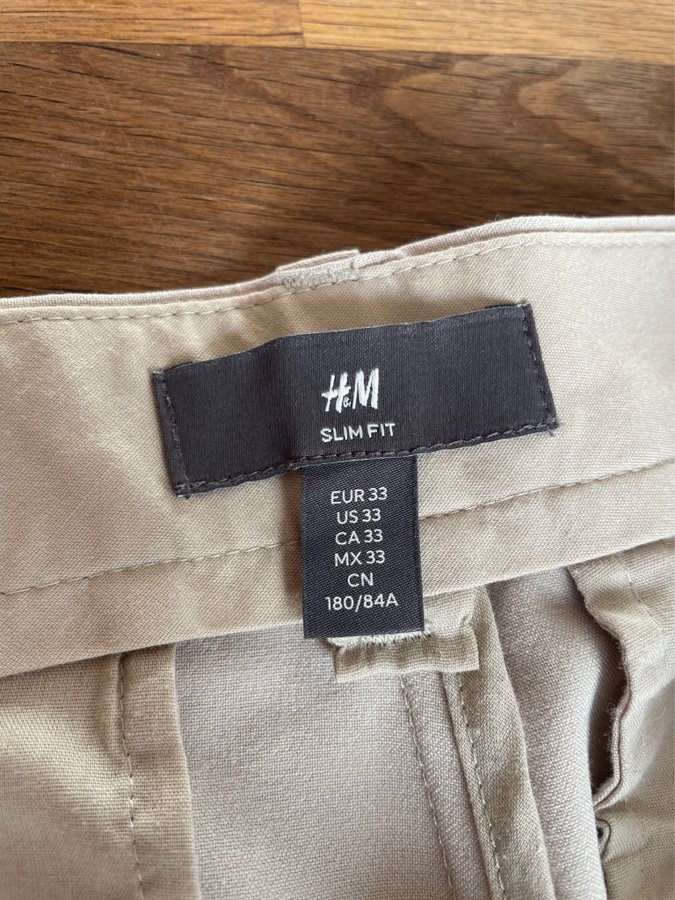 H&M
SLIM FIT
EUR 33
US 33
CA 33
MX 33
CN
180/84A